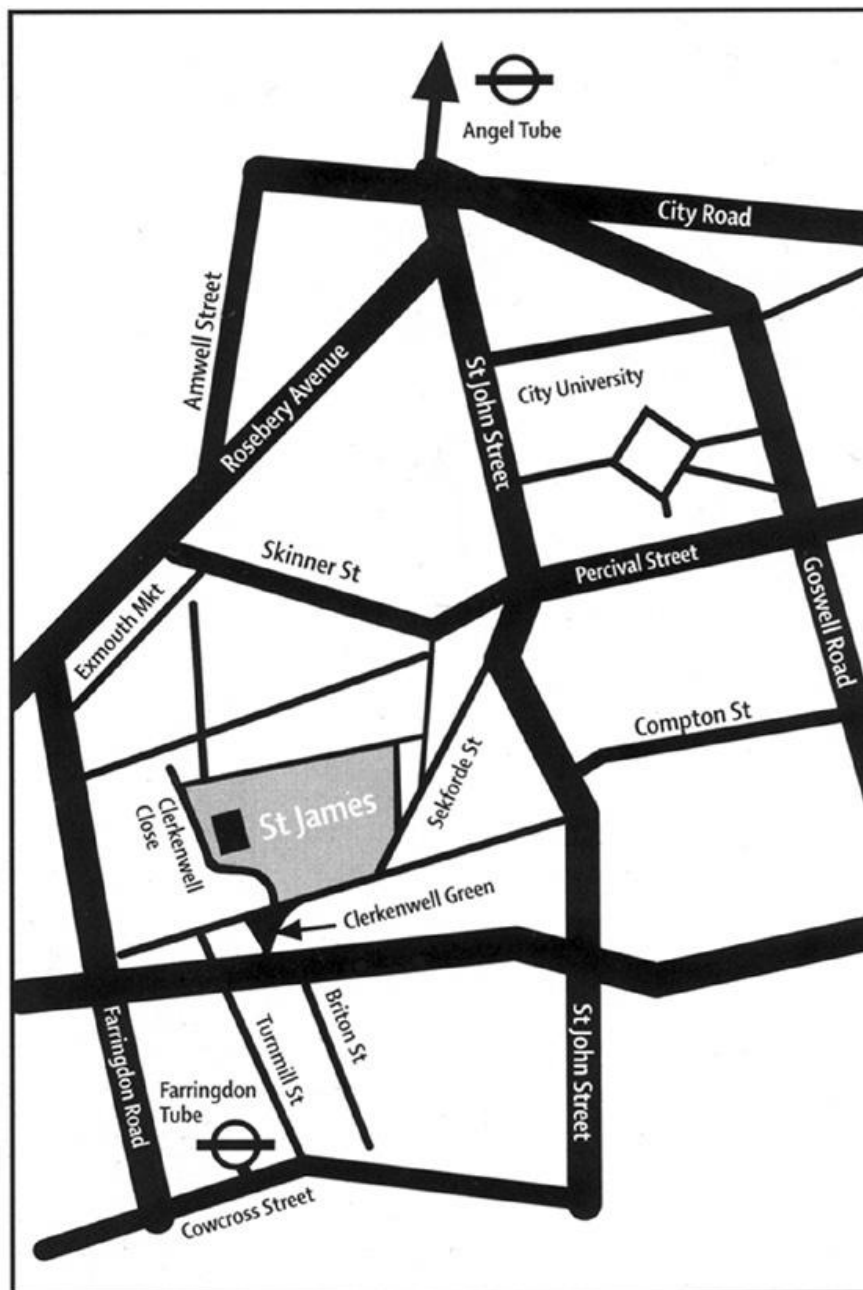 Angel Tube
City Road
Amwell Street
Rosebery Avenue
St John Street
City University
Skinner St
Percival Street
Exmouth Mkt
Goswell Road
Compton St
Sekforde St
St James
Clerkenwell
Close
Clerkenwell Green
Farringdon Road
Turnmill St
Briton St
St John Street
Farringdon
Tube
Cowcross Street